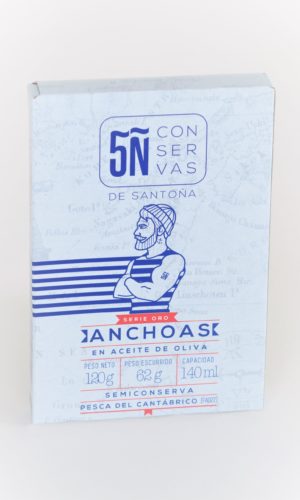 5Ñ
CON
SER
VAS
DE SANTOÑA
SERIE ORO
ANCHOAS
EN ACEITE DE OLIVA
PESO NETO PESO ESCURRIDO CAPACIDAD
120g 62g 140ml
SEMICONSERVA
PESCA DEL CANTÁBRICO